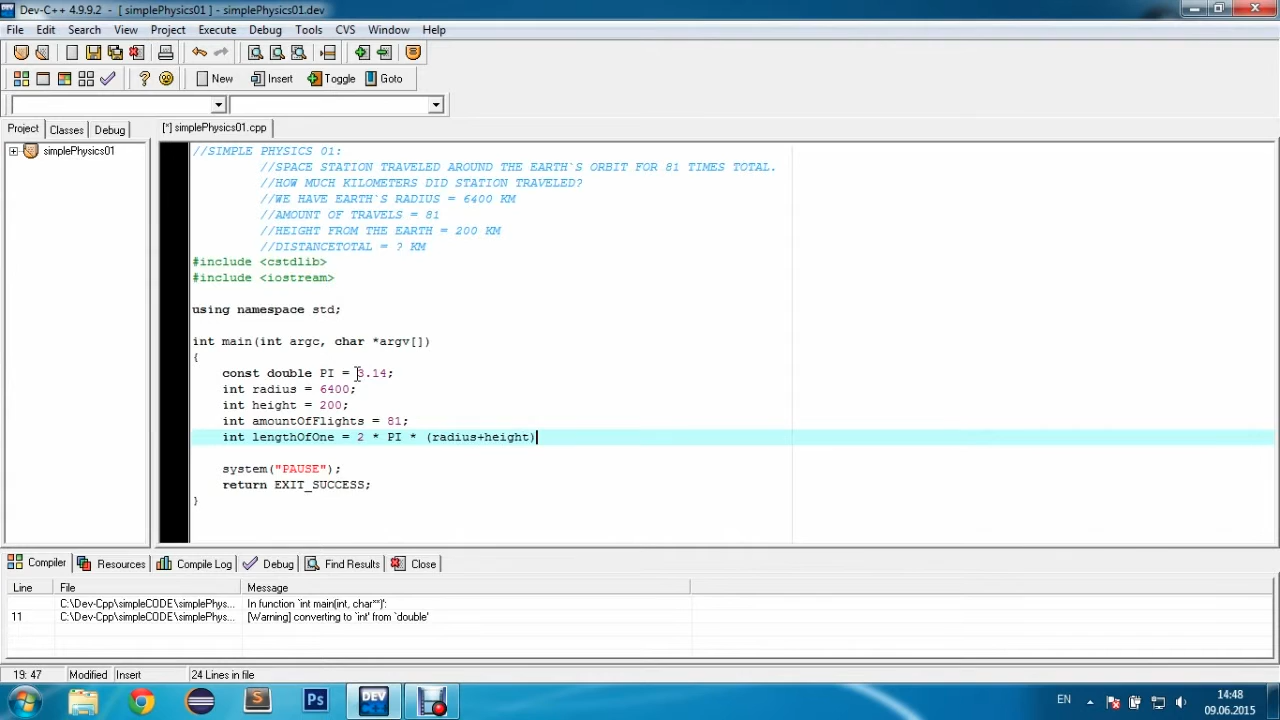 Dev-C++ 4.9.9.2 - [ simplePhysics01 ] - simplePhysics01.dev
File Edit Search View Project Execute Debug Tools CVS Window Help
New Insert Toggle Goto
Project Classes Debug [*] simplePhysics01.cpp
simplePhysics01
//SIMPLE PHYSICS 01:
//SPACE STATION TRAVELED AROUND THE EARTH`S ORBIT FOR 81 TIMES TOTAL.
//HOW MUCH KILOMETERS DID STATION TRAVELED?
//WE HAVE EARTH`S RADIUS = 6400 KM
//AMOUNT OF TRAVELS = 81
//HEIGHT FROM THE EARTH = 200 KM
//DISTANCETOTAL = ? KM
#include <cstdlib>
#include <iostream>
using namespace std;
int main(int argc, char *argv[])
{
const double PI = 3.14;
int radius = 6400;
int height = 200;
int amountOfFlights = 81;
int lengthOfOne = 2 * PI * (radius+height)
system("PAUSE");
return EXIT_SUCCESS;
}
Compiler Resources Compile Log Debug Find Results Close
Line File Message
C:\Dev-Cpp\simpleCODE\simplePhys... In function `int main(int, char**)':
11 C:\Dev-Cpp\simpleCODE\simplePhys... [Warning] converting to `int' from `double'
19: 47 Modified Insert 24 Lines in file
Ps DEV EN 14:48
09.06.2015